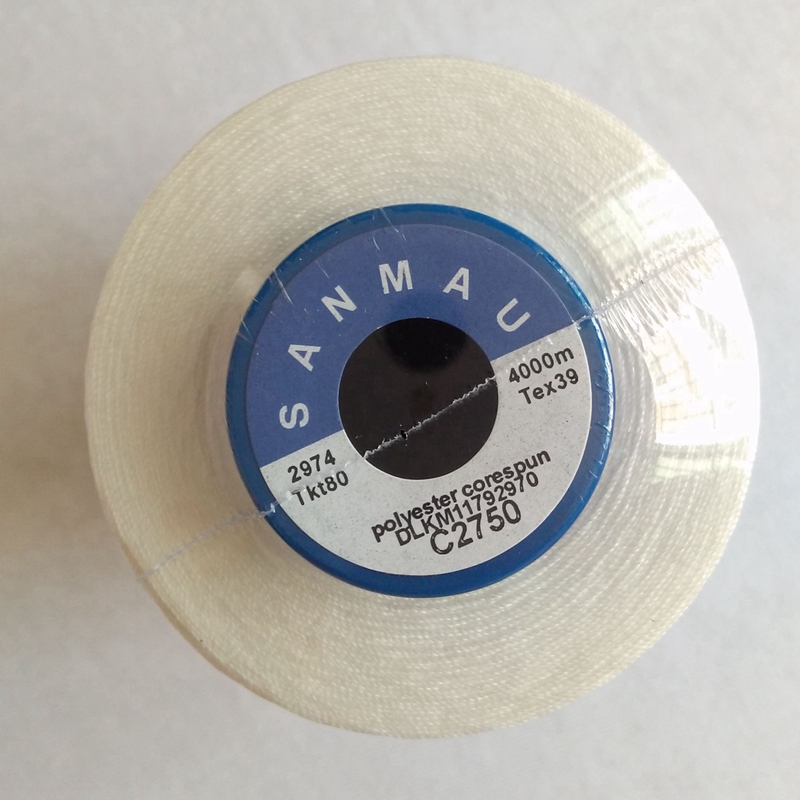 SANMAU
4000m
Tex39
2974
Tkt80
polyester corespun
DLKM11792970
C2750